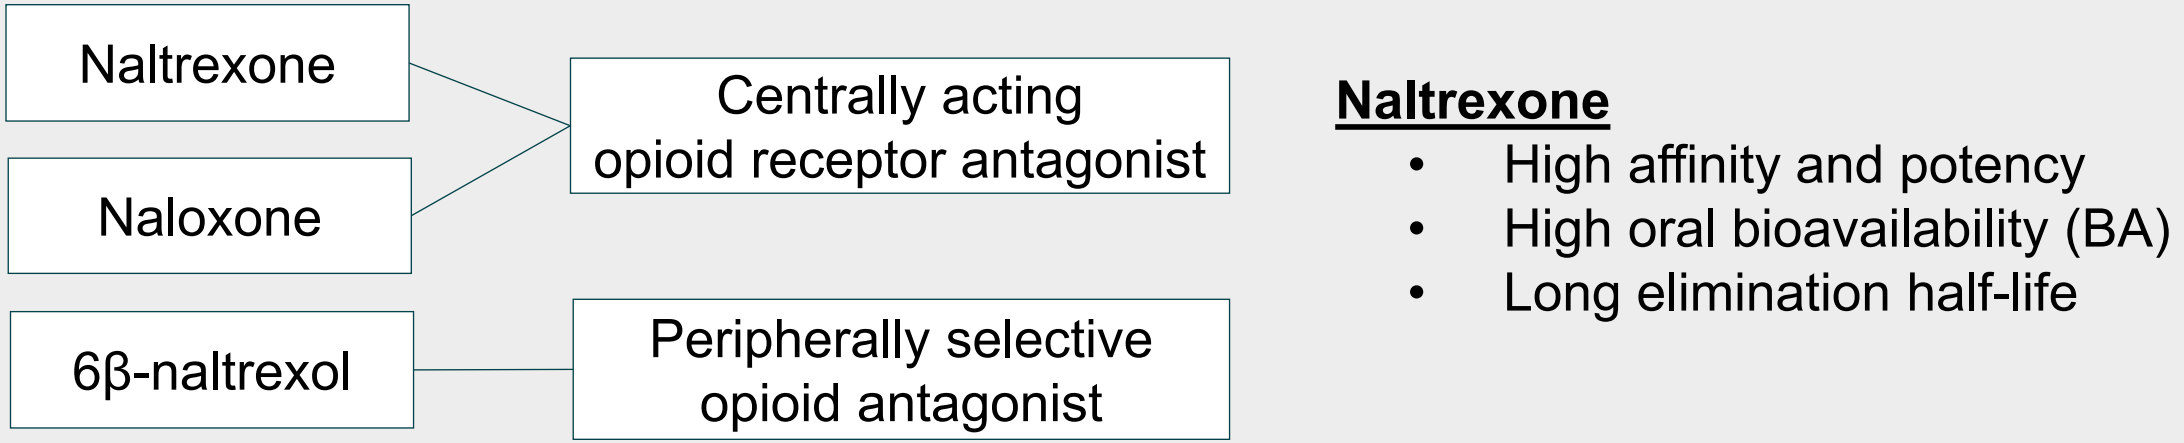 Naltrexone
Naloxone
6β-naltrexol
Centrally acting
opioid receptor antagonist
Peripherally selective
opioid antagonist
Naltrexone
• High affinity and potency
• High oral bioavailability (BA)
• Long elimination half-life